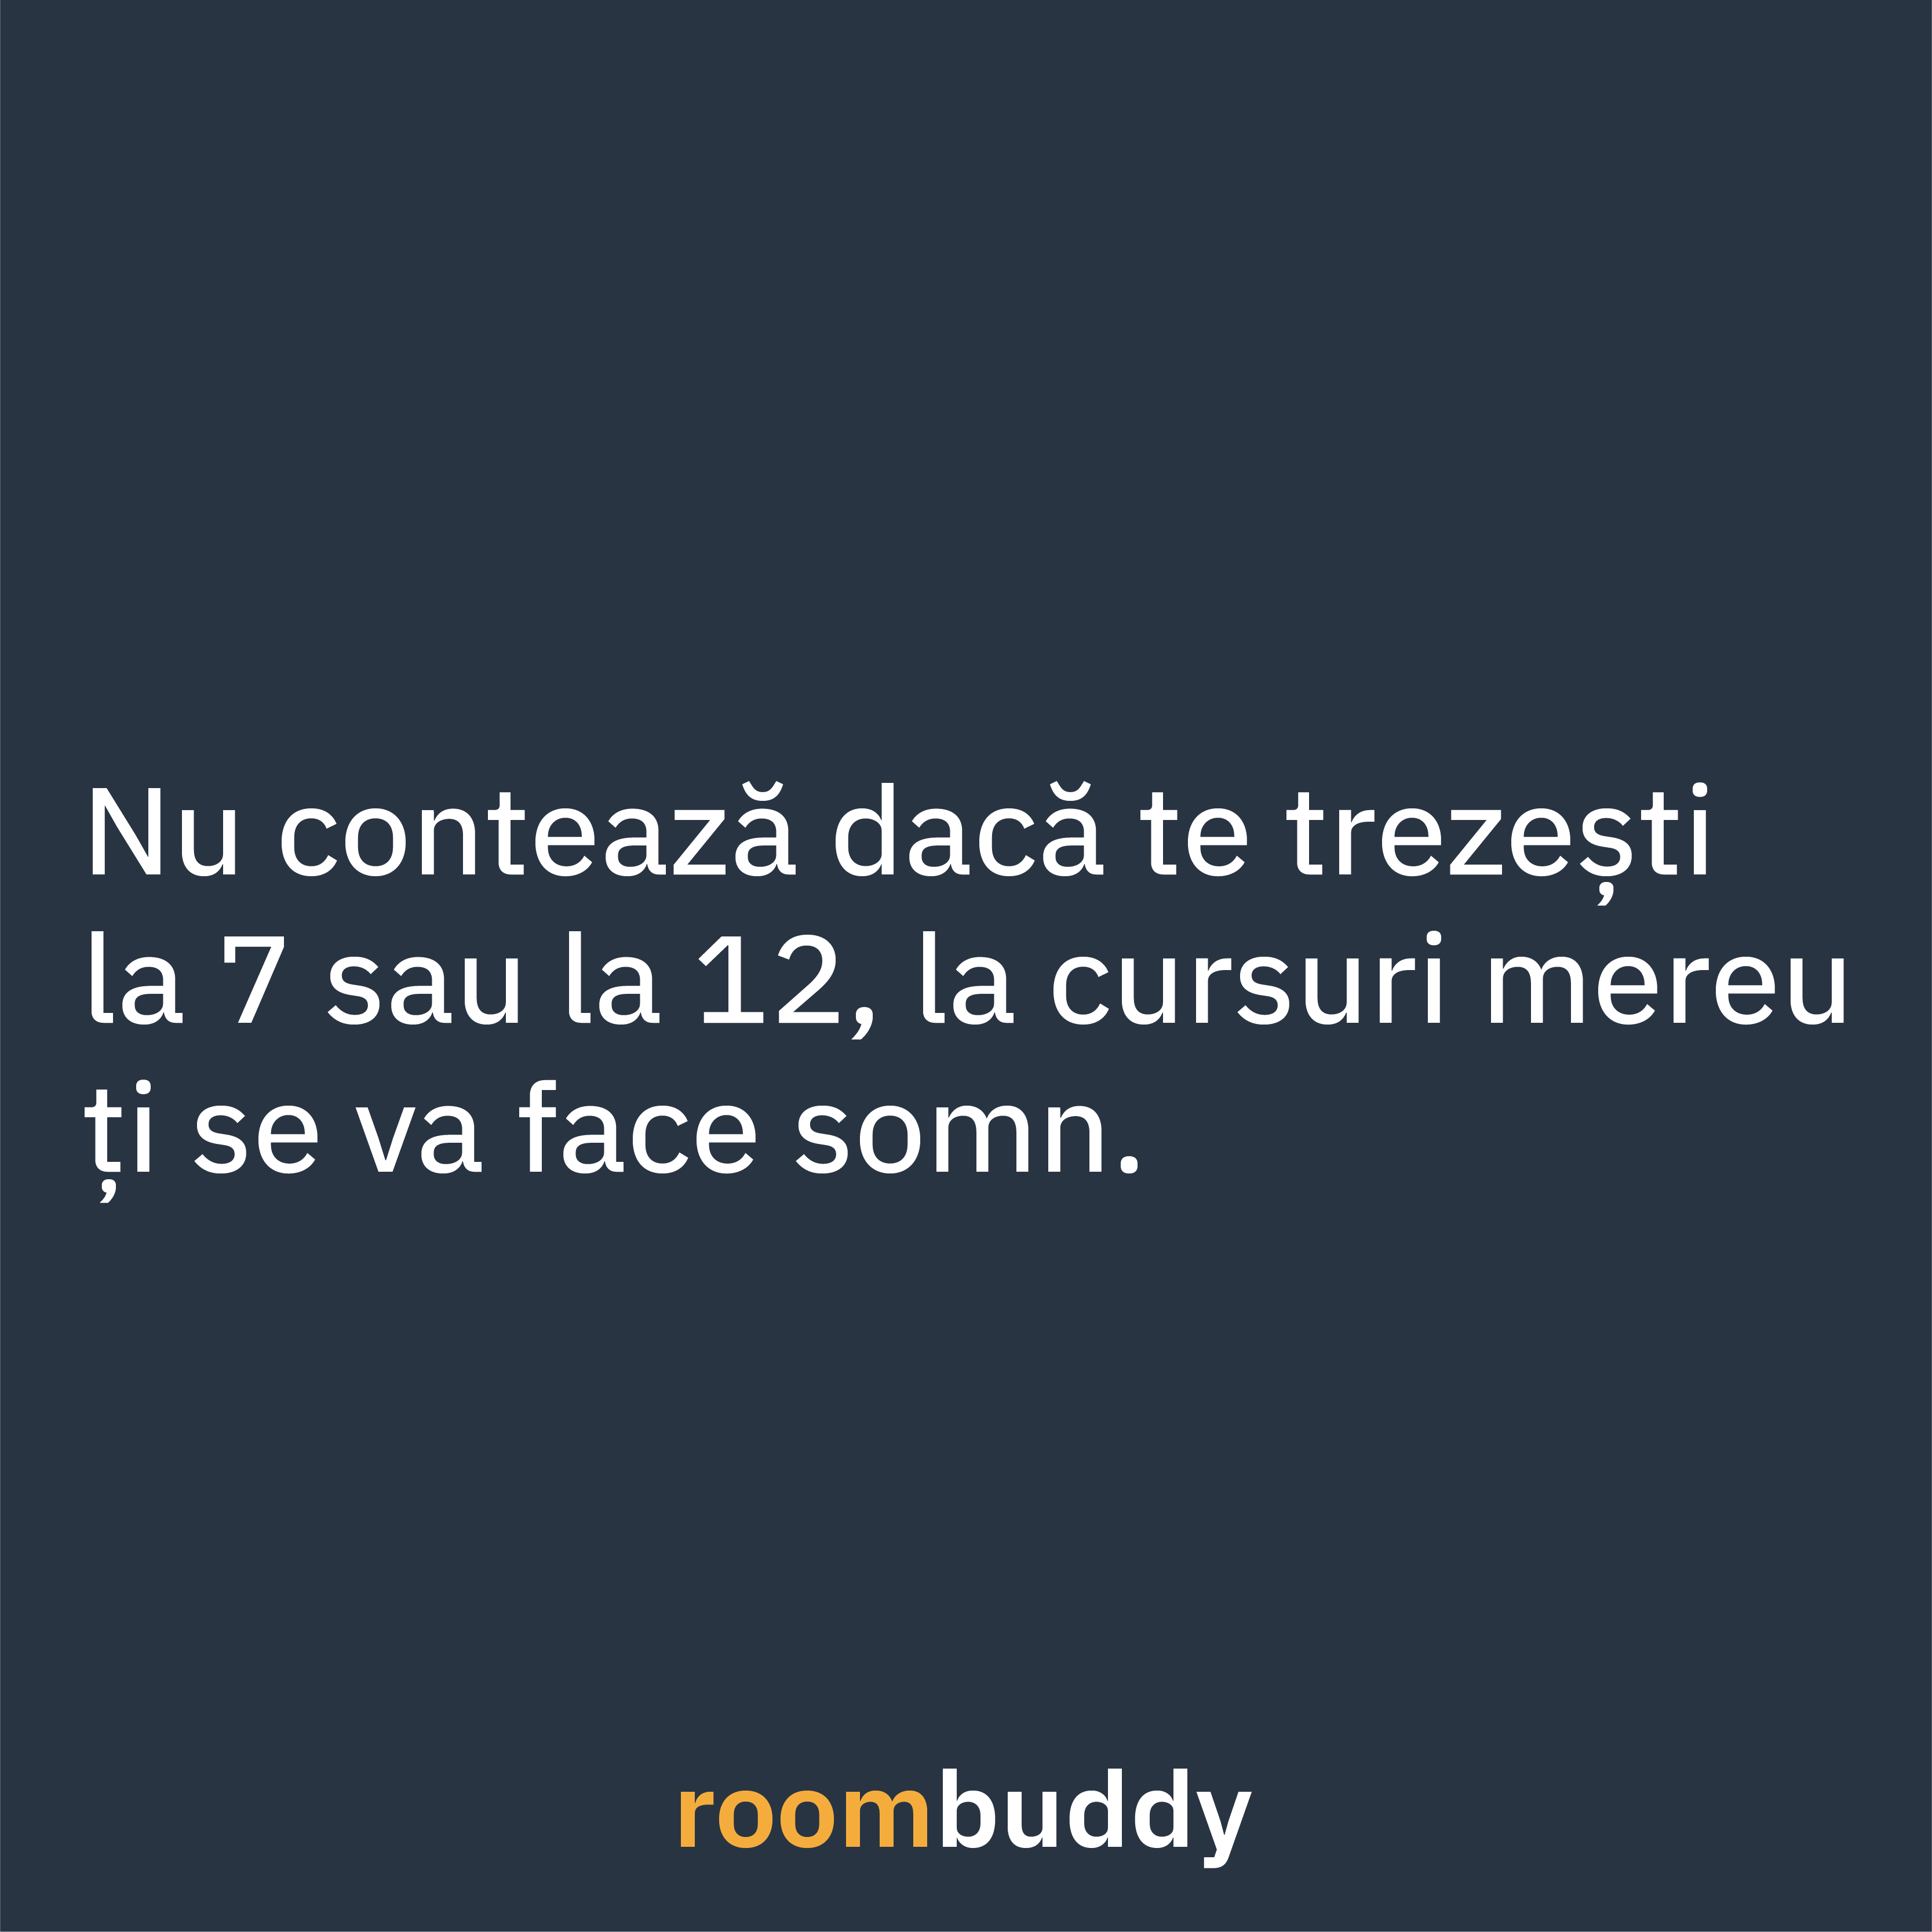 Nu contează dacă te trezești
la 7 sau la 12, la cursuri mereu
ți se va face somn.
roombuddy